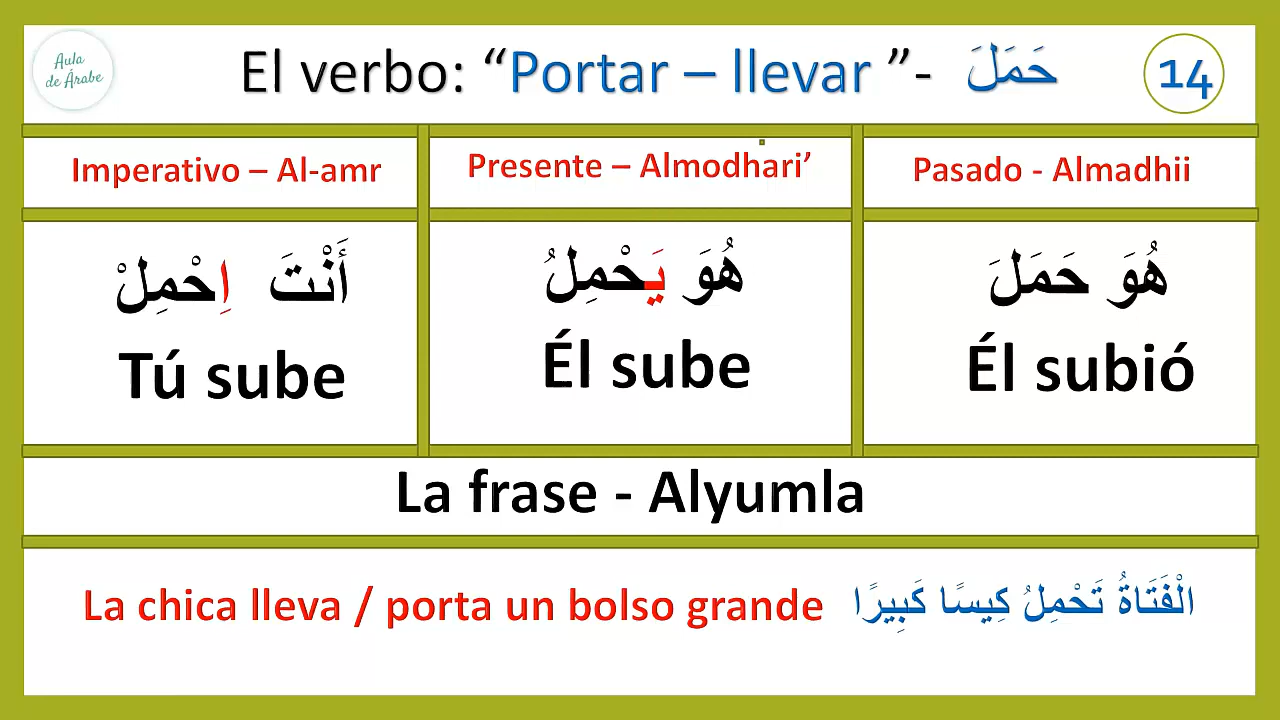 Aula
de Árabe
El verbo: “Portar – llevar ”- حَمَلَ
14
Imperativo – Al-amr
Presente – Almodhari’
Pasado - Almadhii
أَنْتَ اِحْمِلْ
Tú sube
هُوَ يَحْمِلُ
Él sube
هُوَ حَمَلَ
Él subió
La frase - Alyumla
La chica lleva / porta un bolso grande الْفَتَاةُ تَحْمِلُ كِيسًا كَبِيرًا